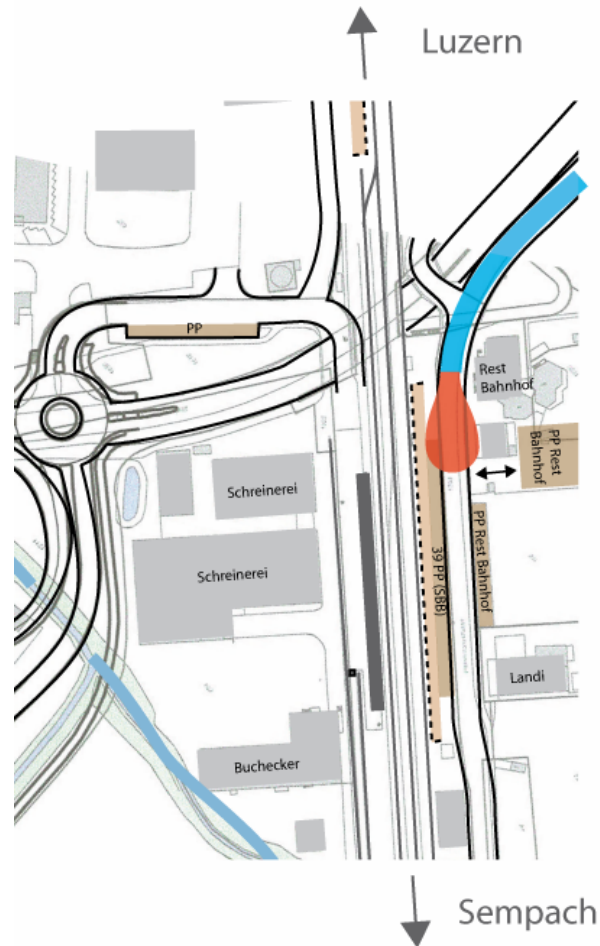 Luzern
PP
Rest
Bahnhof
PP Rest
Bahnhof
Schreinerei
PP Rest Bahnhof
39 PP (SBB)
Schreinerei
Landi
Buchecker
Sempach